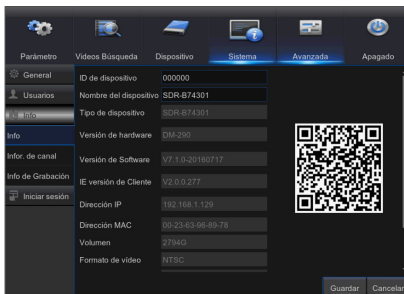 Parámetro Videos Búsqueda Dispositivo Sistema Avanzada Apagado
General
Usuarios
Info
Info
Infor. de canal
Info de Grabación
Iniciar sesión
ID de dispositivo 000000
Nombre del dispositivo SDR-B74301
Tipo de dispositivo SDR-B74301
Versión de hardware DM-290
Versión de Software V7.1.0-20160717
IE versión de Cliente V2.0.0.277
Dirección IP 192.168.1.129
Dirección MAC 00-23-63-96-89-78
Volumen 2794G
Formato de vídeo NTSC
Guardar Cancelar